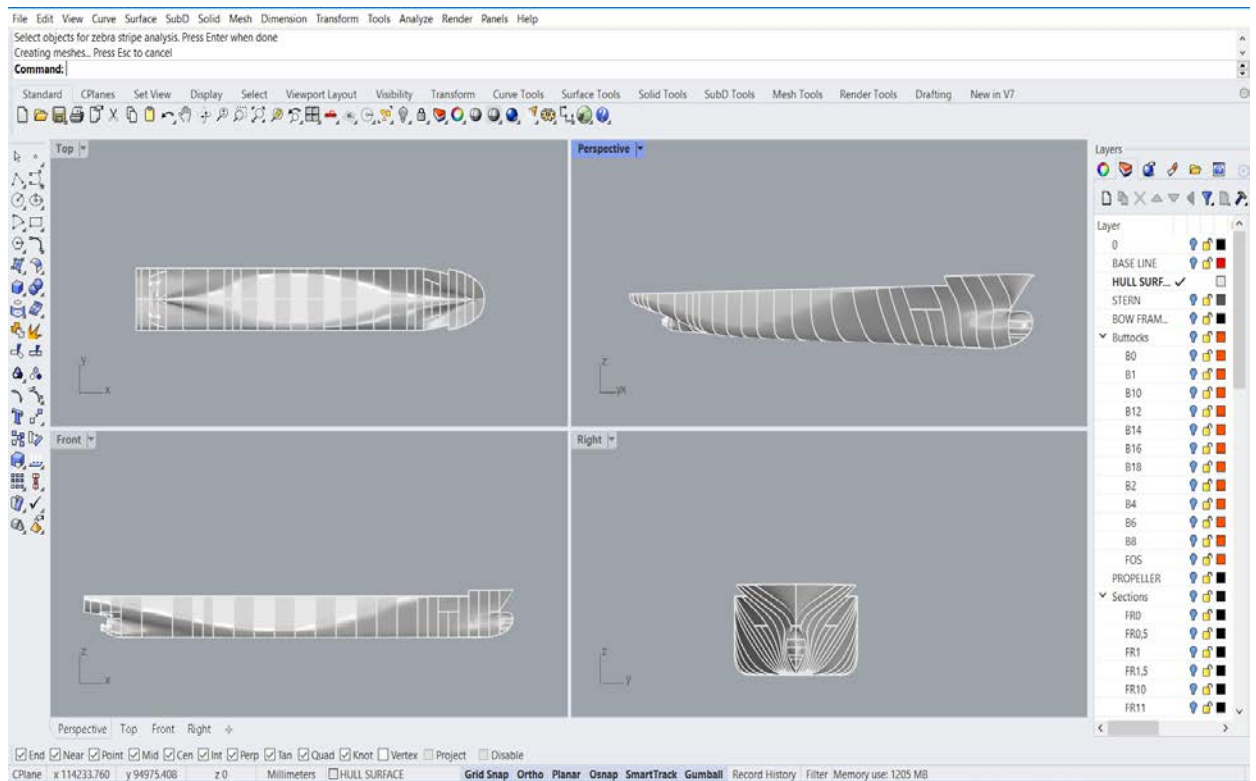 File Edit View Curve Surface SubD Solid Mesh Dimension Transform Tools Analyze Render Panels Help
Select objects for zebra stripe analysis. Press Enter when done
Creating meshes... Press Esc to cancel
Command:
Standard CPlanes Set View Display Select Viewport Layout Visibility Transform Curve Tools Surface Tools Solid Tools SubD Tools Mesh Tools Render Tools Drafting New in V7
Top
Perspective
Layers
Layer
0
BASE LINE
HULL SURF...
STERN
BOW FRAM...
Buttocks
B0
B1
B10
B12
B14
B16
B18
B2
B4
B6
B8
FOS
PROPELLER
Sections
FR0
FR0,5
FR1
FR1,5
FR10
FR11
y
x
z
yx
Front
Right
z
x
z
y
Perspective Top Front Right
End Near Point Mid Cen Int Perp Tan Quad Knot Vertex Project Disable
CPlane x 114233.760 y 94975.408 z 0 Millimeters HULL SURFACE Grid Snap Ortho Planar Osnap SmartTrack Gumball Record History Filter Memory use: 1205 MB